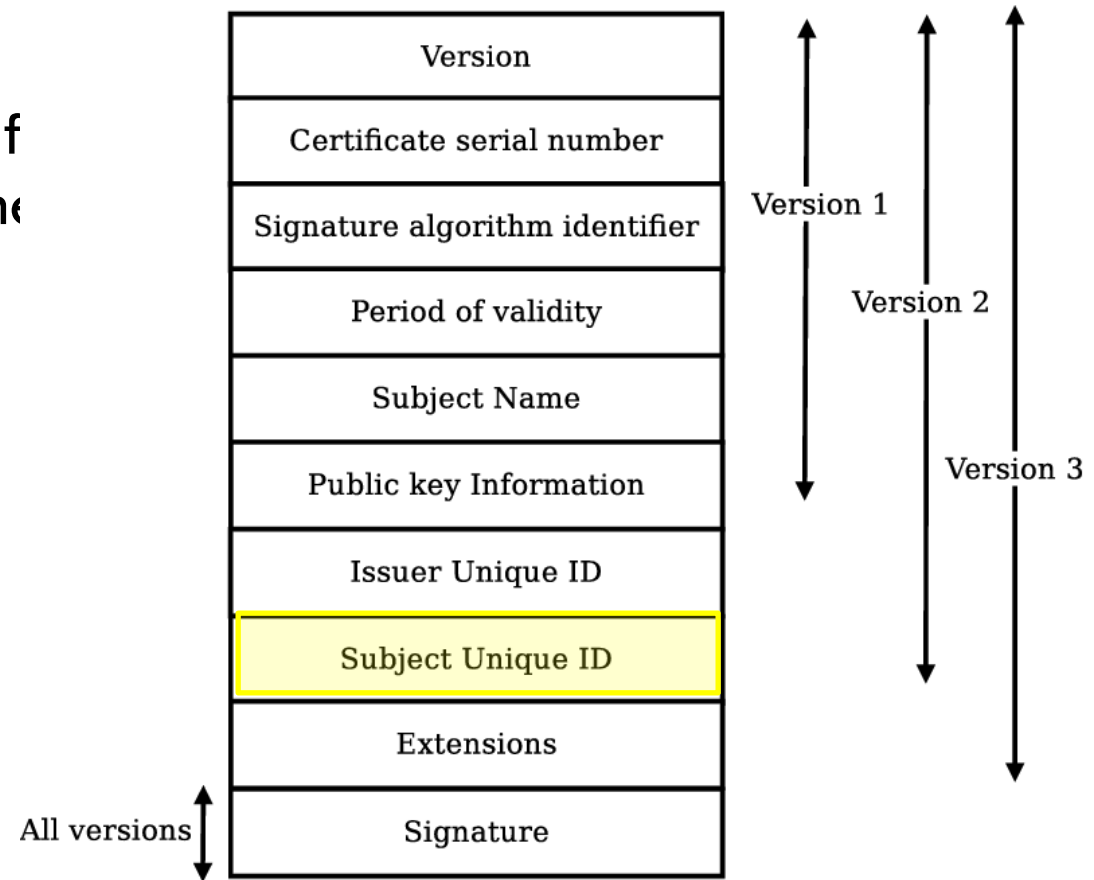 Version
Certificate serial number
Signature algorithm identifier
Period of validity
Subject Name
Public key Information
Issuer Unique ID
Subject Unique ID
Extensions
Signature
Version 1
Version 2
Version 3
All versions